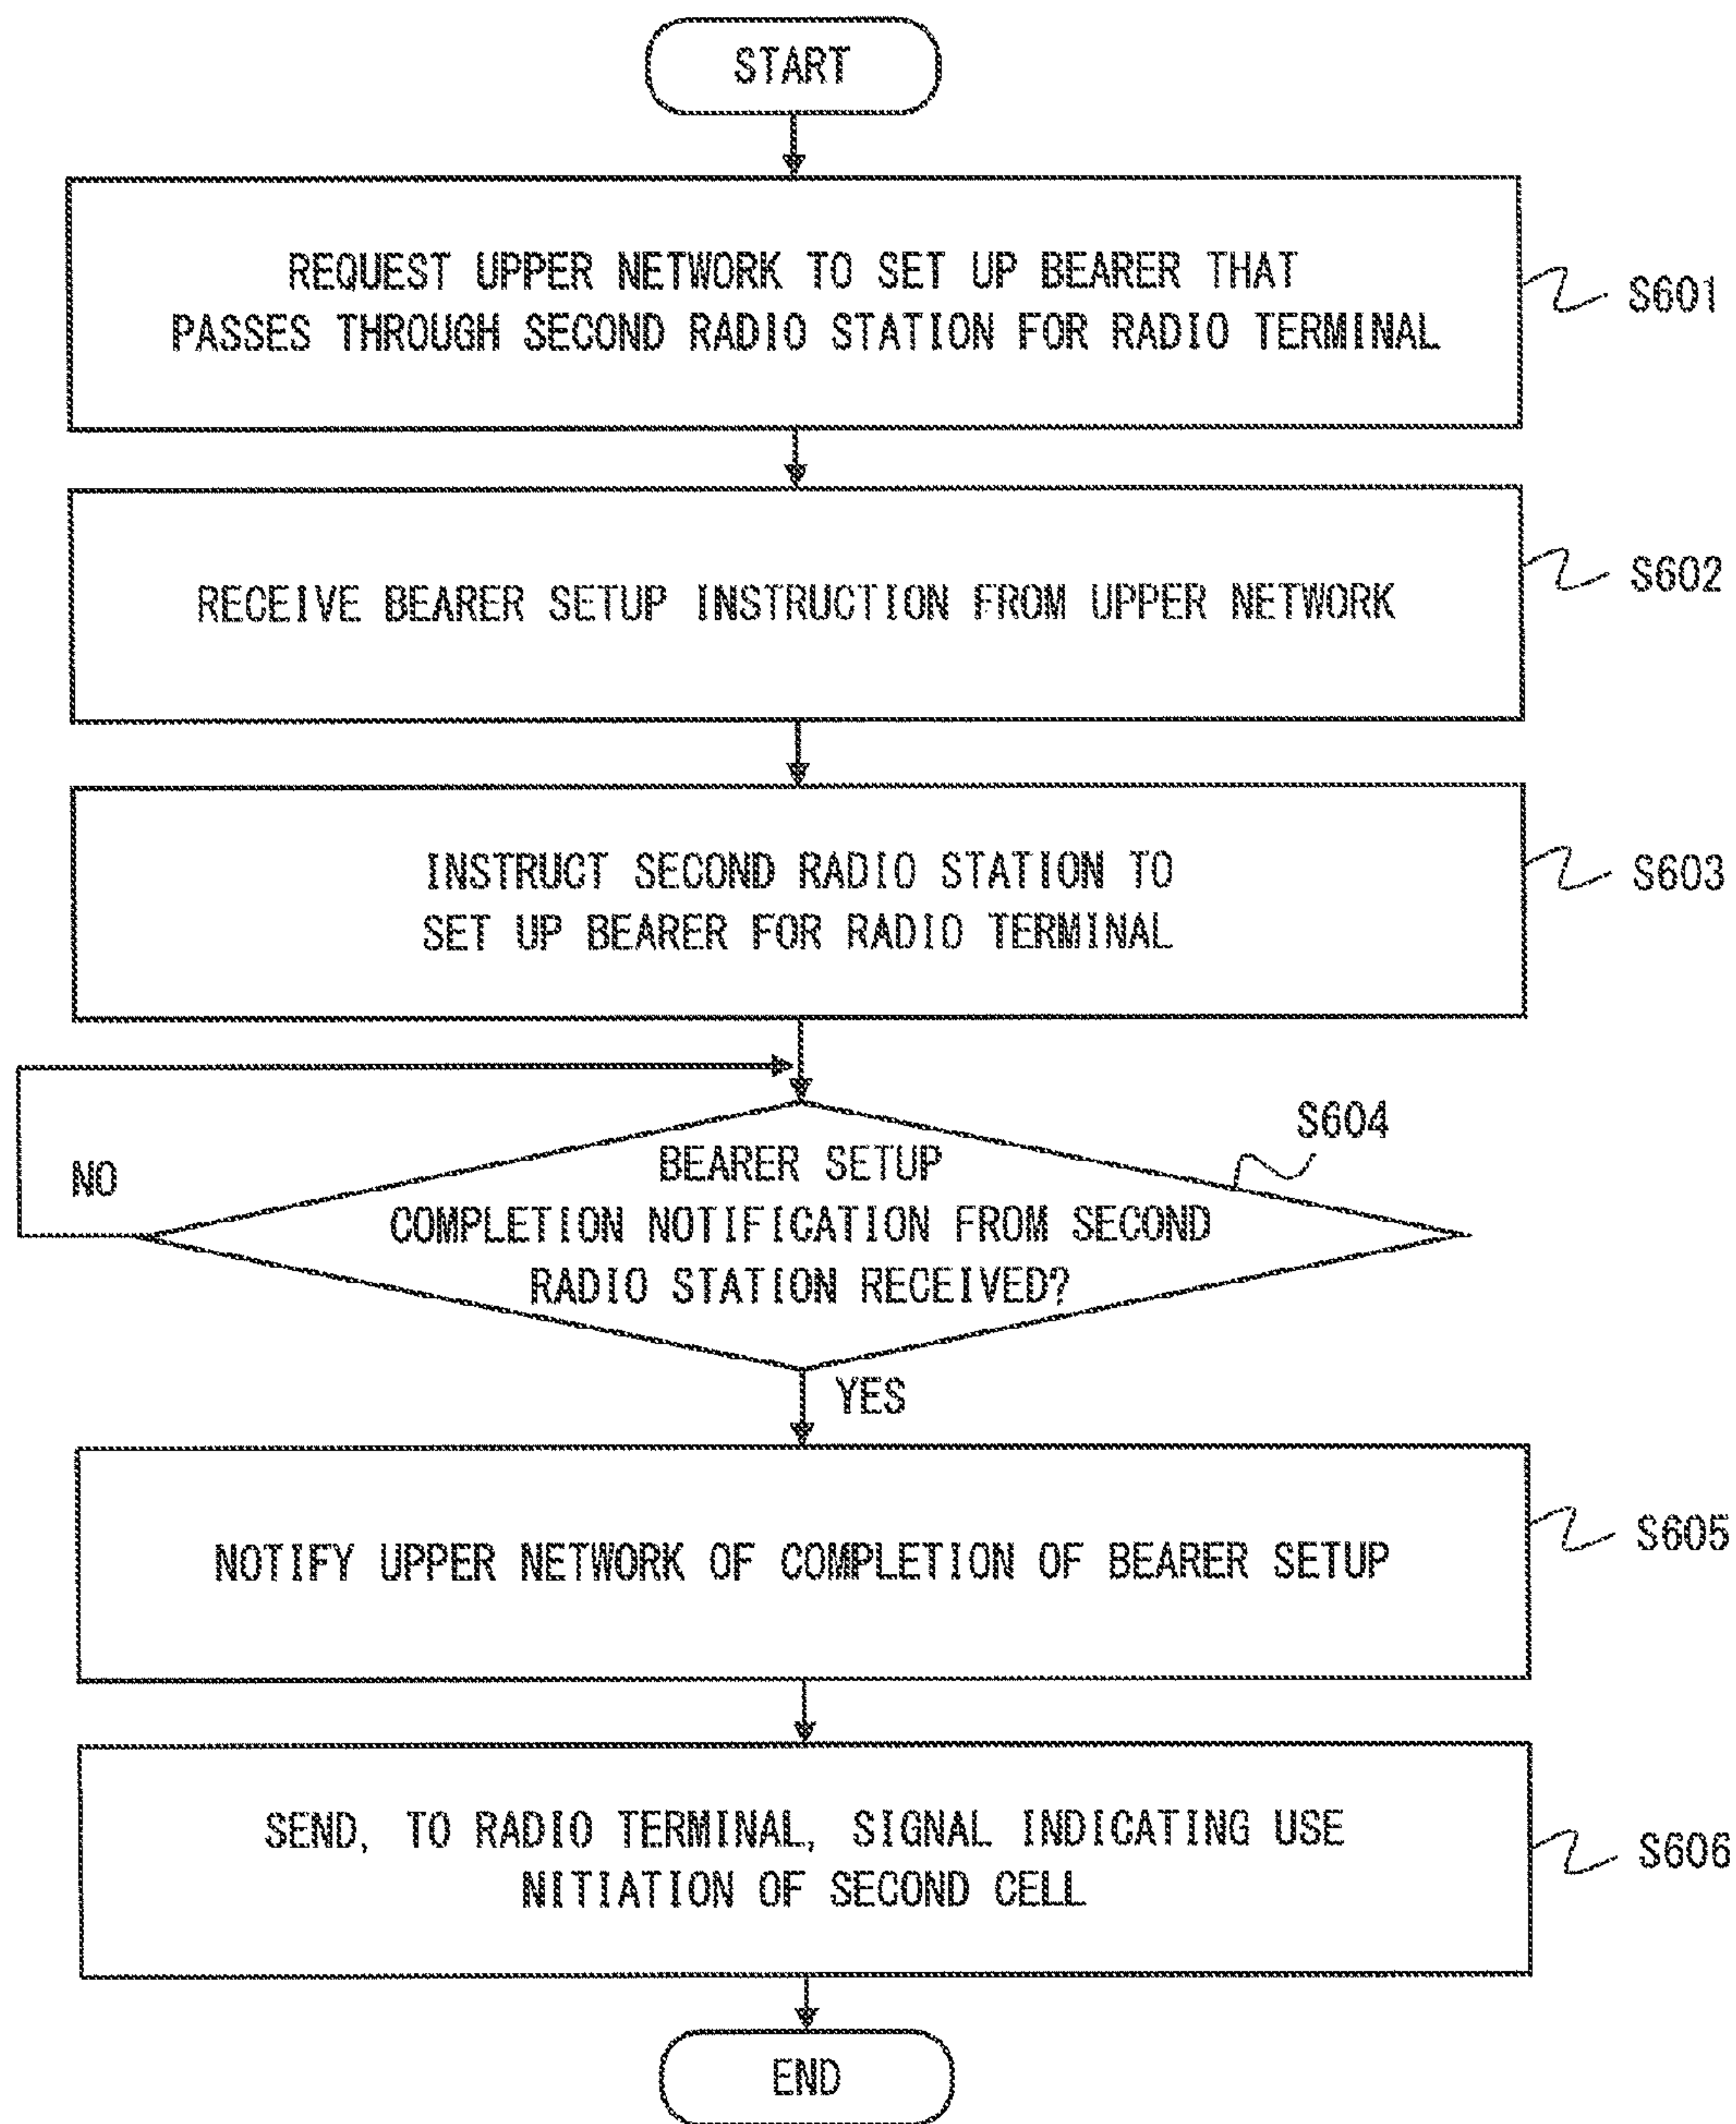 START
REQUEST UPPER NETWORK TO SET UP BEARER THAT
PASSES THROUGH SECOND RADIO STATION FOR RADIO TERMINAL
S601
RECEIVE BEARER SETUP INSTRUCTION FROM UPPER NETWORK
S602
INSTRUCT SECOND RADIO STATION TO
SET UP BEARER FOR RADIO TERMINAL
S603
S604
NO
BEARER SETUP
COMPLETION NOTIFICATION FROM SECOND
RADIO STATION RECEIVED?
YES
NOTIFY UPPER NETWORK OF COMPLETION OF BEARER SETUP
S605
SEND, TO RADIO TERMINAL, SIGNAL INDICATING USE
NITIATION OF SECOND CELL
S606
END